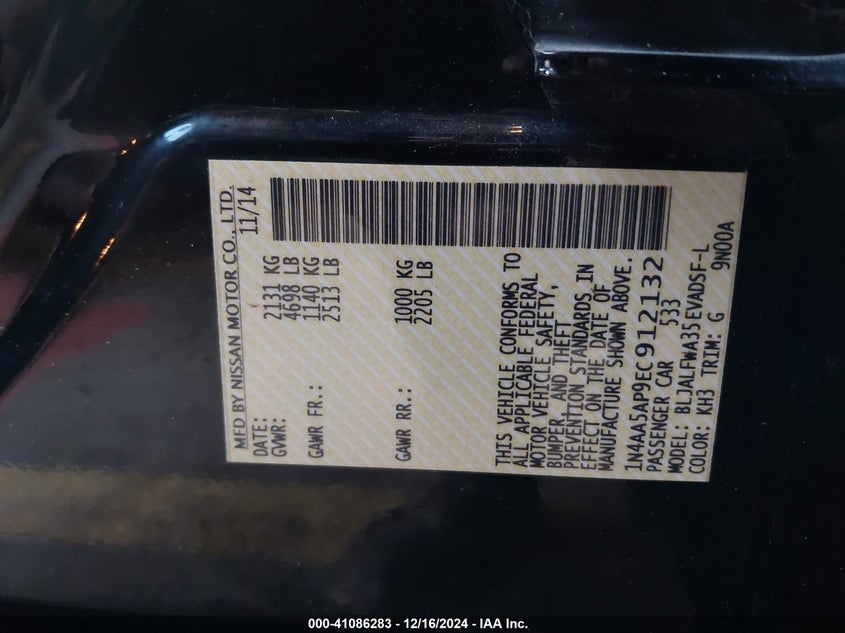 MFD BY NISSAN MOTOR CO., LTD.
DATE: 11/14
GVWR: 2131 KG
4698 LB
GAWR FR.: 1140 KG
2513 LB
GAWR RR.: 1000 KG
2205 LB
THIS VEHICLE CONFORMS TO
ALL APPLICABLE FEDERAL
MOTOR VEHICLE SAFETY,
BUMPER, AND THEFT
PREVENTION STANDARDS IN
EFFECT ON THE DATE OF
MANUFACTURE SHOWN ABOVE.
1N4AA5AP9EC912132
PASSENGER CAR 533
MODEL: BLJALFWA35EVADSF-L
COLOR: KH3 TRIM: G 9N00A
000-41086283 - 12/16/2024 - IAA Inc.